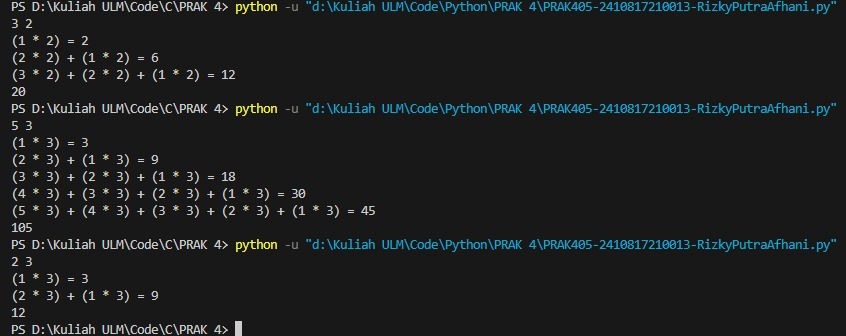 PS D:\Kuliah ULM\Code\C\PRAK 4> python -u "d:\Kuliah ULM\Code\Python\PRAK 4\PRAK405-2410817210013-RizkyPutraAfhani.py"
3 2
(1 * 2) = 2
(2 * 2) + (1 * 2) = 6
(3 * 2) + (2 * 2) + (1 * 2) = 12
20
PS D:\Kuliah ULM\Code\C\PRAK 4> python -u "d:\Kuliah ULM\Code\Python\PRAK 4\PRAK405-2410817210013-RizkyPutraAfhani.py"
5 3
(1 * 3) = 3
(2 * 3) + (1 * 3) = 9
(3 * 3) + (2 * 3) + (1 * 3) = 18
(4 * 3) + (3 * 3) + (2 * 3) + (1 * 3) = 30
(5 * 3) + (4 * 3) + (3 * 3) + (2 * 3) + (1 * 3) = 45
105
PS D:\Kuliah ULM\Code\C\PRAK 4> python -u "d:\Kuliah ULM\Code\Python\PRAK 4\PRAK405-2410817210013-RizkyPutraAfhani.py"
2 3
(1 * 3) = 3
(2 * 3) + (1 * 3) = 9
12
PS D:\Kuliah ULM\Code\C\PRAK 4>